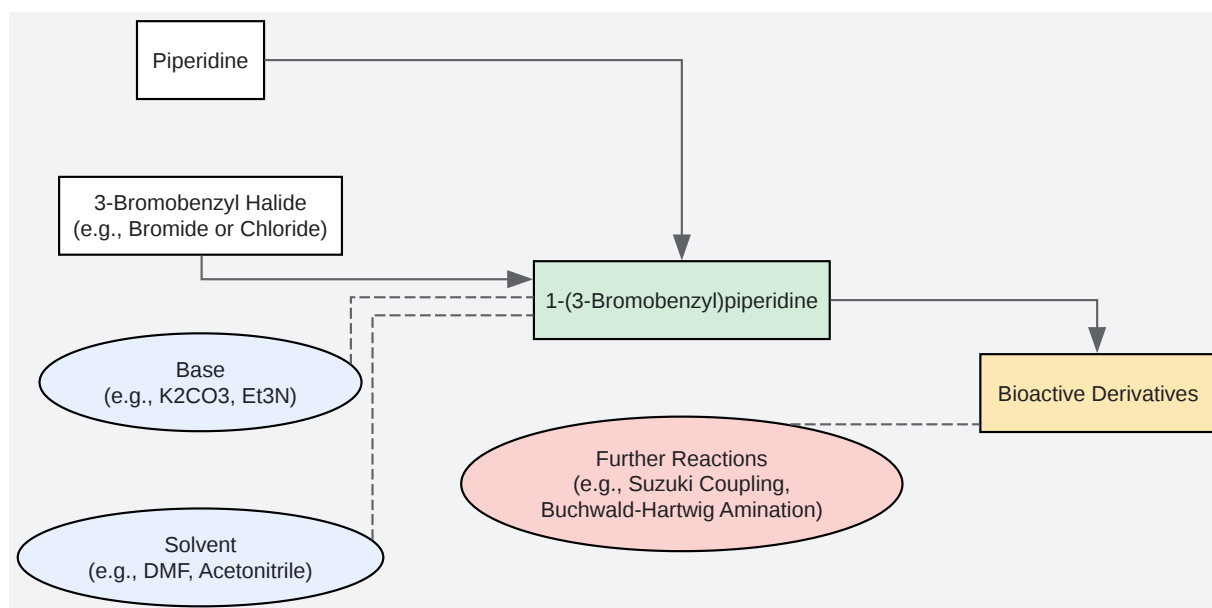 Piperidine
3-Bromobenzyl Halide
(e.g., Bromide or Chloride)
1-(3-Bromobenzyl)piperidine
Base
(e.g., K2CO3, Et3N)
Bioactive Derivatives
Further Reactions
(e.g., Suzuki Coupling,
Buchwald-Hartwig Amination)
Solvent
(e.g., DMF, Acetonitrile)